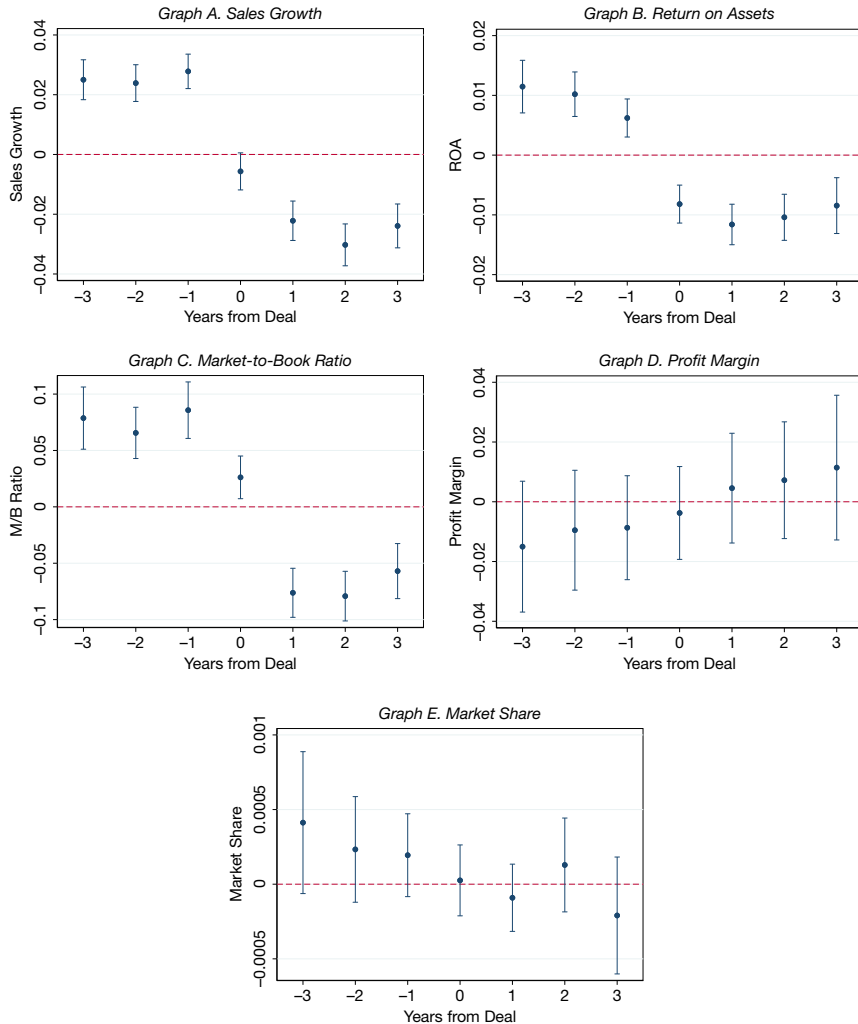 Graph A. Sales Growth
0.04
0.02
0
−0.02
−0.04
Sales Growth
−3 −2 −1 0 1 2 3
Years from Deal
Graph B. Return on Assets
0.02
0.01
0
−0.01
−0.02
ROA
−3 −2 −1 0 1 2 3
Years from Deal
Graph C. Market-to-Book Ratio
0.1
0.05
0
−0.05
−0.1
M/B Ratio
−3 −2 −1 0 1 2 3
Years from Deal
Graph D. Profit Margin
0.04
0.02
0
−0.02
−0.04
Profit Margin
−3 −2 −1 0 1 2 3
Years from Deal
Graph E. Market Share
0.001
0.0005
0
−0.0005
Market Share
−3 −2 −1 0 1 2 3
Years from Deal